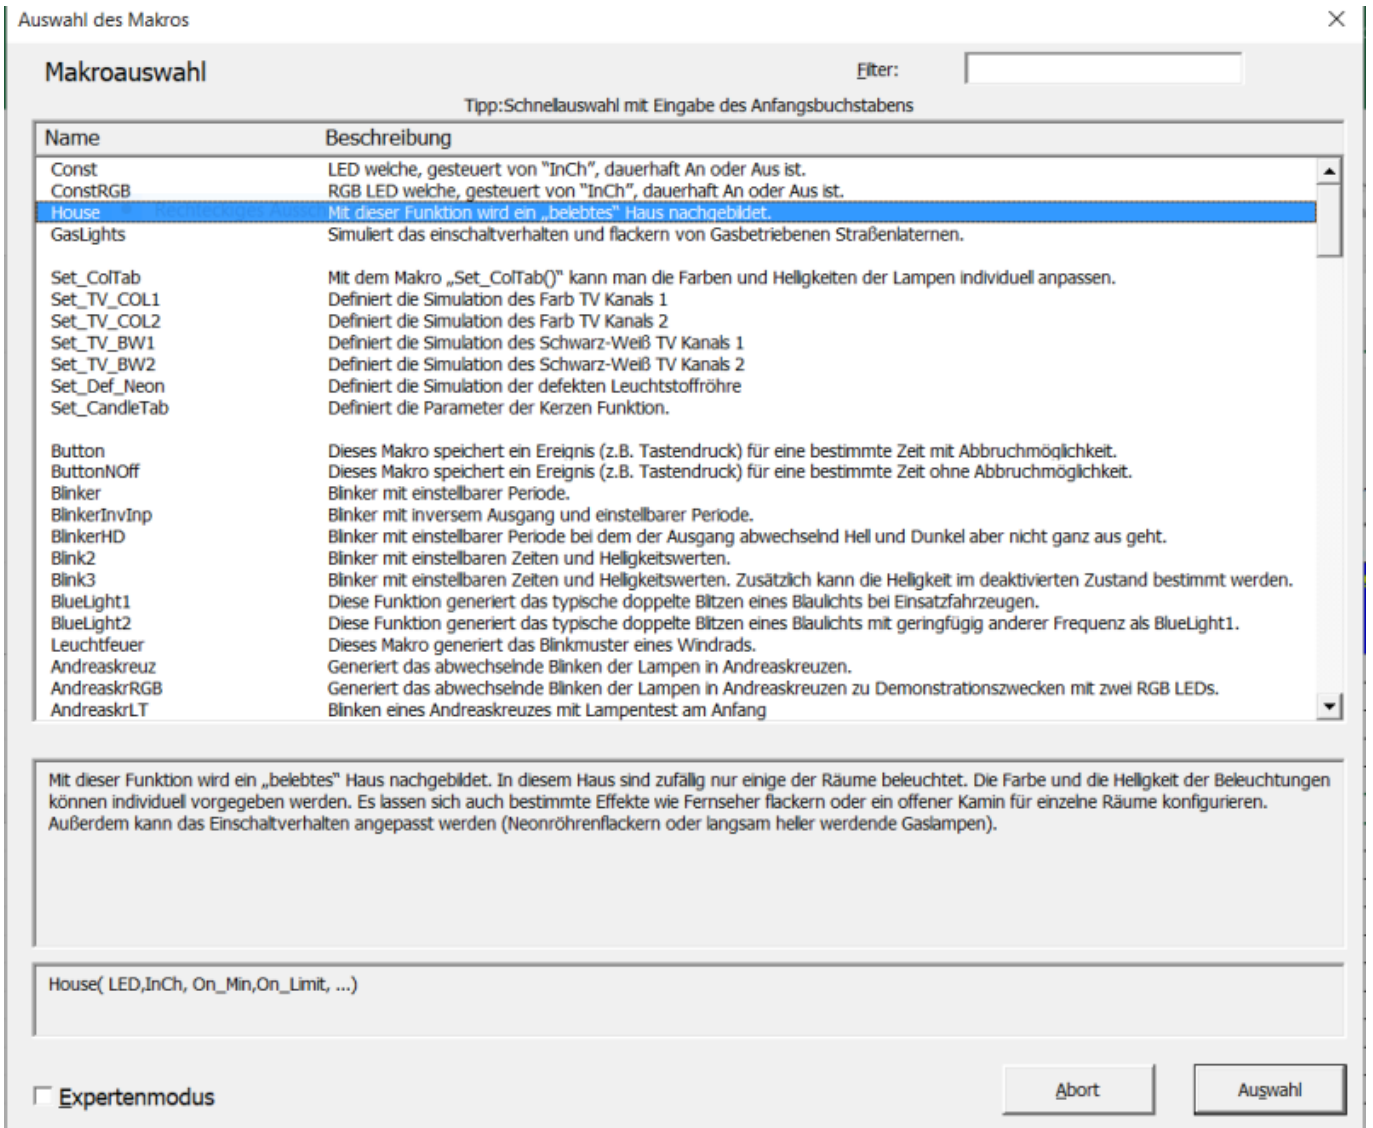 Auswahl des Makros
Makroauswahl Filter:
Tipp:Schnellauswahl mit Eingabe des Anfangsbuchstabens
Name Beschreibung
Const LED welche, gesteuert von "InCh", dauerhaft An oder Aus ist.
ConstRGB RGB LED welche, gesteuert von "InCh", dauerhaft An oder Aus ist.
House Rechteckiges Mit dieser Funktion wird ein „belebtes“ Haus nachgebildet.
GasLights Simuliert das einschaltverhalten und flackern von Gasbetriebenen Straßenlaternen.
Set_ColTab Mit dem Makro „Set_ColTab()“ kann man die Farben und Helligkeiten der Lampen individuell anpassen.
Set_TV_COL1 Definiert die Simulation des Farb TV Kanals 1
Set_TV_COL2 Definiert die Simulation des Farb TV Kanals 2
Set_TV_BW1 Definiert die Simulation des Schwarz-Weiß TV Kanals 1
Set_TV_BW2 Definiert die Simulation des Schwarz-Weiß TV Kanals 2
Set_Def_Neon Definiert die Simulation der defekten Leuchtstoffröhre
Set_CandleTab Definiert die Parameter der Kerzen Funktion.
Button Dieses Makro speichert ein Ereignis (z.B. Tastendruck) für eine bestimmte Zeit mit Abbruchmöglichkeit.
ButtonNOff Dieses Makro speichert ein Ereignis (z.B. Tastendruck) für eine bestimmte Zeit ohne Abbruchmöglichkeit.
Blinker Blinker mit einstellbarer Periode.
BlinkerInvInp Blinker mit inversem Ausgang und einstellbarer Periode.
BlinkerHD Blinker mit einstellbarer Periode bei dem der Ausgang abwechselnd Hell und Dunkel aber nicht ganz aus geht.
Blink2 Blinker mit einstellbaren Zeiten und Helligkeitswerten.
Blink3 Blinker mit einstellbaren Zeiten und Helligkeitswerten. Zusätzlich kann die Helligkeit im deaktivierten Zustand bestimmt werden.
BlueLight1 Diese Funktion generiert das typische doppelte Blitzen eines Blaulichts bei Einsatzfahrzeugen.
BlueLight2 Diese Funktion generiert das typische doppelte Blitzen eines Blaulichts mit geringfügig anderer Frequenz als BlueLight1.
Leuchtfeuer Dieses Makro generiert das Blinkmuster eines Windrads.
Andreaskreuz Generiert das abwechselnde Blinken der Lampen in Andreaskreuzen.
AndreaskrRGB Generiert das abwechselnde Blinken der Lampen in Andreaskreuzen zu Demonstrationszwecken mit zwei RGB LEDs.
AndreaskrLT Blinken eines Andreaskreuzes mit Lampentest am Anfang
Mit dieser Funktion wird ein „belebtes“ Haus nachgebildet. In diesem Haus sind zufällig nur einige der Räume beleuchtet. Die Farbe und die Helligkeit der Beleuchtungen
können individuell vorgegeben werden. Es lassen sich auch bestimmte Effekte wie Fernseher flackern oder ein offener Kamin für einzelne Räume konfigurieren.
Außerdem kann das Einschaltverhalten angepasst werden (Neonröhrenflackern oder langsam heller werdende Gaslampen).
House( LED,InCh, On_Min,On_Limit, ...)
Expertenmodus Abort Auswahl